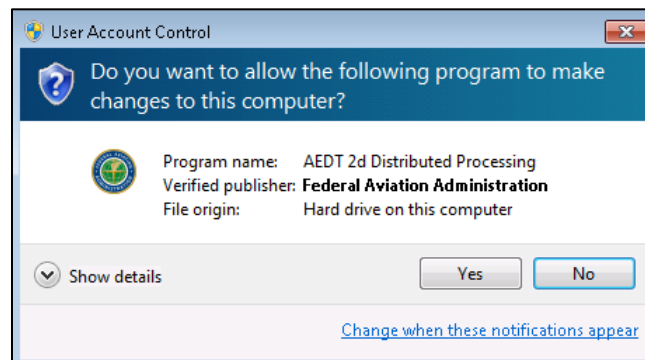 User Account Control
Do you want to allow the following program to make
changes to this computer?
Program name: AEDT 2d Distributed Processing
Verified publisher: Federal Aviation Administration
File origin: Hard drive on this computer
Show details
Yes
No
Change when these notifications appear